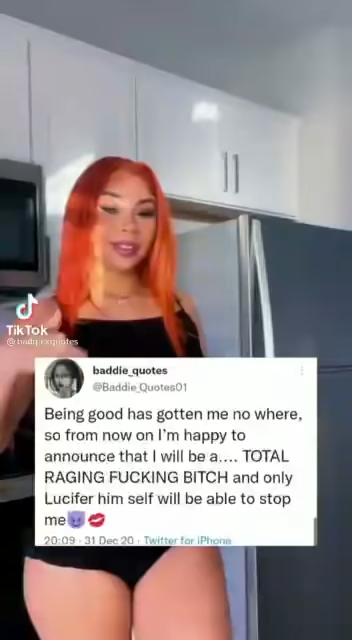 TikTok
baddie_quotes
@Baddie_Quotes01
Being good has gotten me no where,
so from now on I'm happy to
announce that I will be a.... TOTAL
RAGING FUCKING BITCH and only
Lucifer him self will be able to stop
me😈💋
20:09 · 31 Dec 20 · Twitter for iPhone